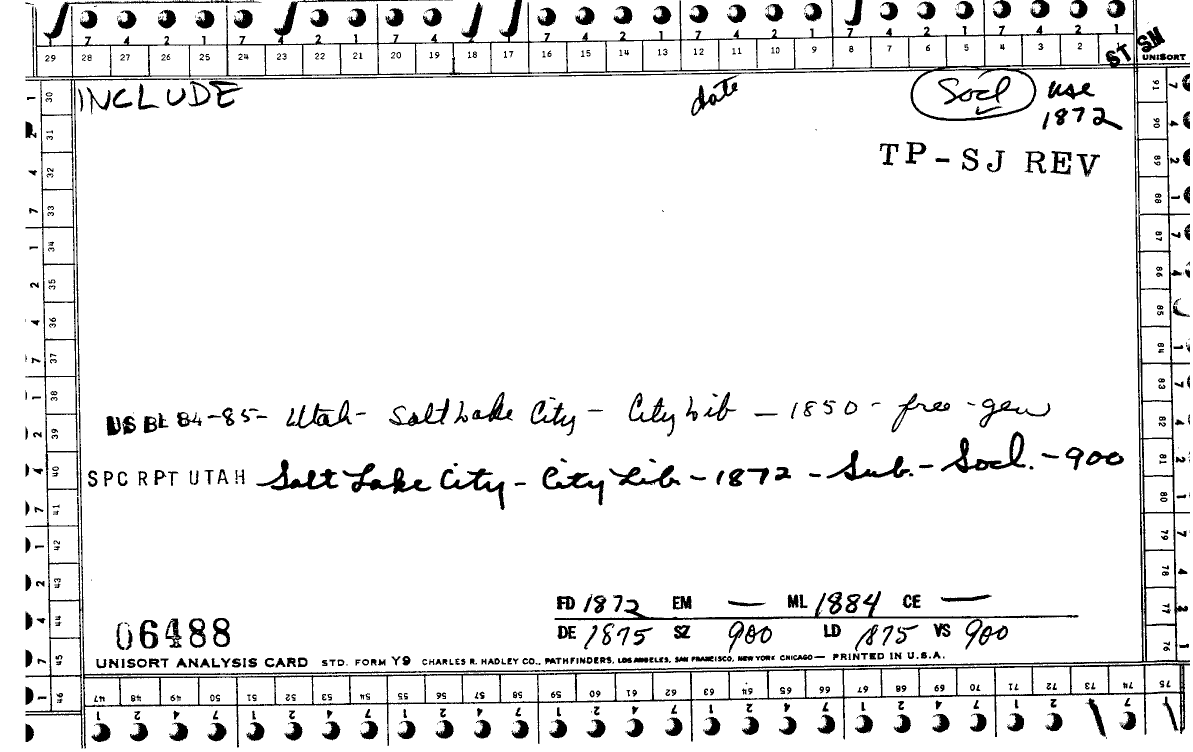 7 4 2 1 7 4 2 1 7 4 2 1 7 4 2 1 7 4 2 1 7 4 2 1
29 28 27 26 25 24 23 22 21 20 19 18 17 16 15 14 13 12 11 10 9 8 7 6 5 4 3 2 ST SM
UNISORT
INCLUDE date Socl use
1872
TP-SJ REV
US BE 84-85- Utah- Salt Lake City- City Lib - 1850 - free - gen
SPC RPT UTAH Salt Lake City- City Lib - 1872 - Sub. - Socl. - 900
FD 1872 EM — ML 1884 CE —
06488 DE 1875 SZ 900 LD 1875 VS 900
UNISORT ANALYSIS CARD STD. FORM Y9 CHARLES R. HADLEY CO., PATHFINDERS, LOS ANGELES, SAN FRANCISCO, NEW YORK CHICAGO— PRINTED IN U.S.A.
30 31 32 33 34 35 36 37 38 39 40 41 42 43 44 45 46
91 90 89 88 87 86 85 84 83 82 81 80 79 78 77 76
47 48 49 50 51 52 53 54 55 56 57 58 59 60 61 62 63 64 65 66 67 68 69 70 71 72 73 74 75